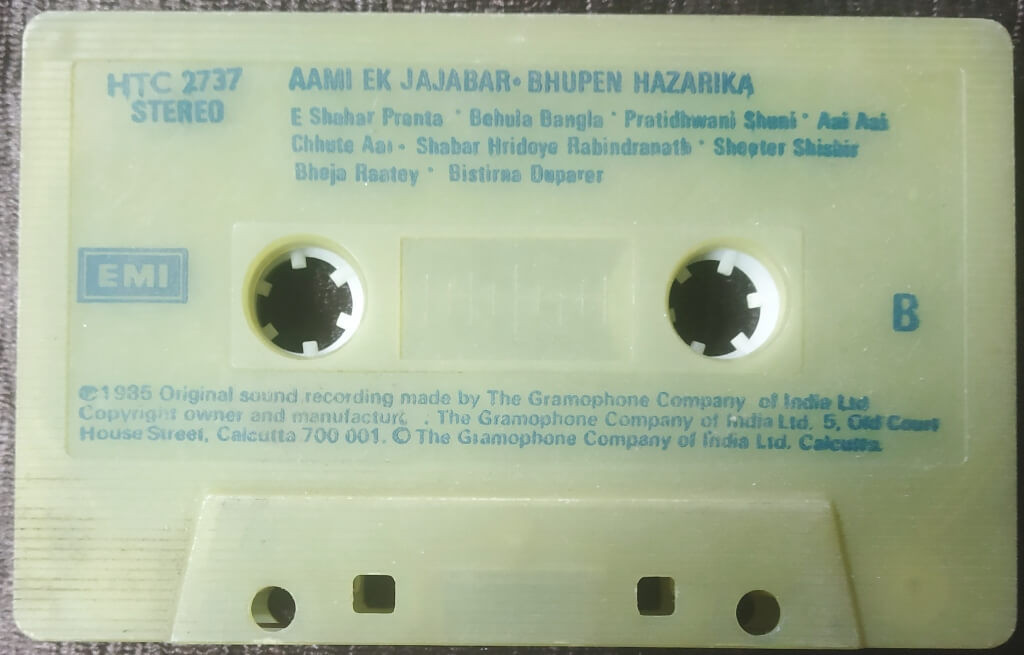 HTC 2737
STEREO
AAMI EK JAJABAR • BHUPEN HAZARIKA
E Shahar Pranta • Behula Bangla • Pratidhwani Shuni • Aai Aai
Chhute Aai • Shabar Hridoye Rabindranath • Sheeter Shishir
Bheja Raatey • Bistirna Duparer
EMI
B
℗ 1985 Original sound recording made by The Gramophone Company of India Ltd
Copyright owner and . The Gramophone Company of India Ltd. 5, Old Court
House Street, Calcutta 700 001. © The Gramophone Company of India Ltd. Calcutta.